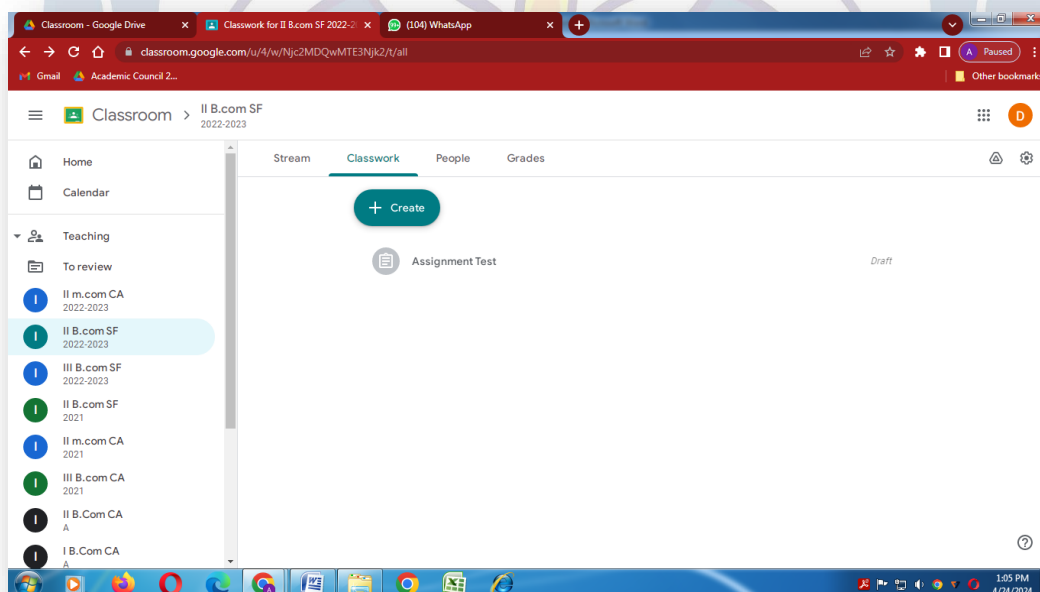 Classroom - Google Drive
Classwork for II B.com SF 2022-2
(104) WhatsApp
classroom.google.com/u/4/w/Njc2MDQwMTE3Njk2/t/all
A Paused
Gmail
Academic Council 2...
Other bookmark
Classroom > II B.com SF
2022-2023
D
Home
Stream Classwork People Grades
Calendar
+ Create
Teaching
Assignment Test Draft
To review
I II m.com CA
2022-2023
I II B.com SF
2022-2023
I III B.com SF
2022-2023
I II B.com SF
2021
I II m.com CA
2021
I III B.com CA
2021
I II B.Com CA
A
I I B.Com CA
A
1:05 PM
4/24/2024